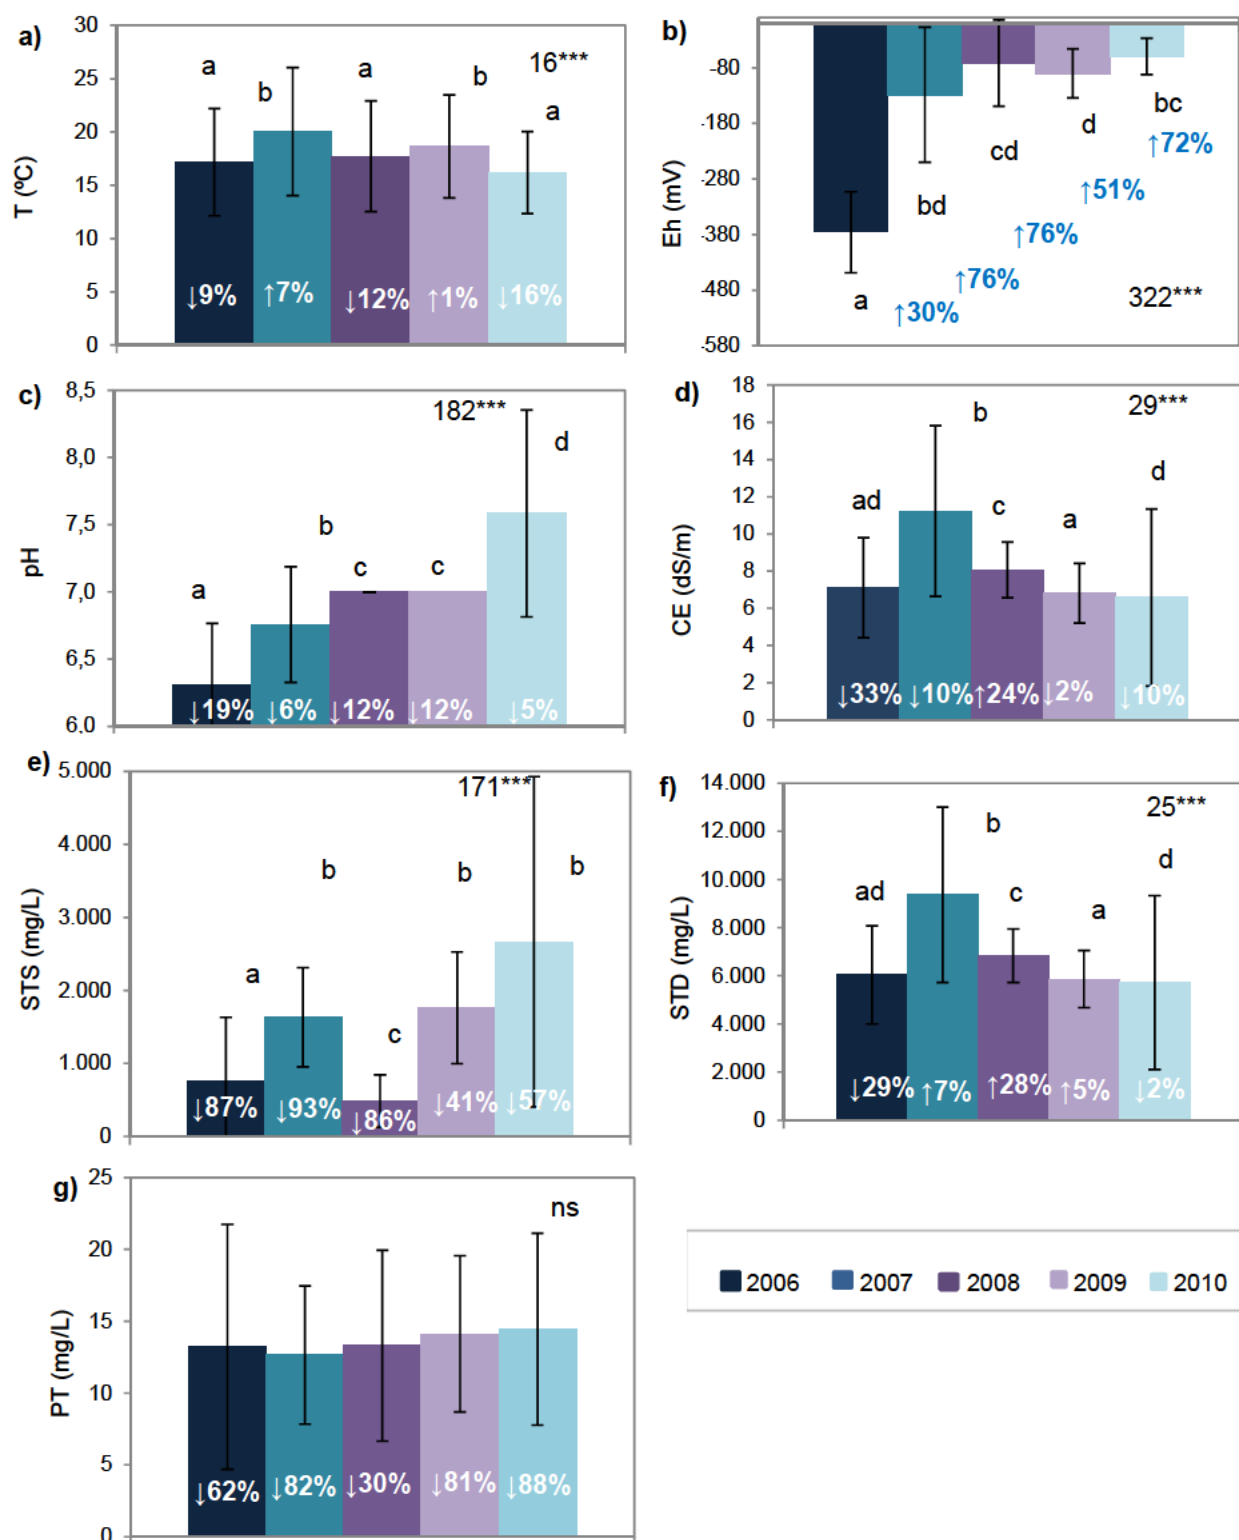 a)
T (ºC)
30
25
20
15
10
5
0
a
b
a
b
a
16***
↓9%
↑7%
↓12%
↑1%
↓16%
b)
Eh (mV)
-80
-180
-280
-380
-480
-580
a
bd
cd
d
bc
↑30%
↑76%
↑76%
↑51%
↑72%
322***
c)
pH
8,5
8,0
7,5
7,0
6,5
6,0
a
b
c
c
d
182***
↓19%
↓6%
↓12%
↓12%
↓5%
d)
CE (dS/m)
18
16
14
12
10
8
6
4
2
0
ad
b
c
a
d
29***
↓33%
↓10%
↑24%
↓2%
↓10%
e)
STS (mg/L)
5.000
4.000
3.000
2.000
1.000
0
a
b
c
b
b
171***
↓87%
↓93%
↓86%
↓41%
↓57%
f)
STD (mg/L)
14.000
12.000
10.000
8.000
6.000
4.000
2.000
0
ad
b
c
a
d
25***
↓29%
↑7%
↑28%
↑5%
↓2%
g)
PT (mg/L)
25
20
15
10
5
0
ns
↓62%
↓82%
↓30%
↓81%
↓88%
2006 2007 2008 2009 2010